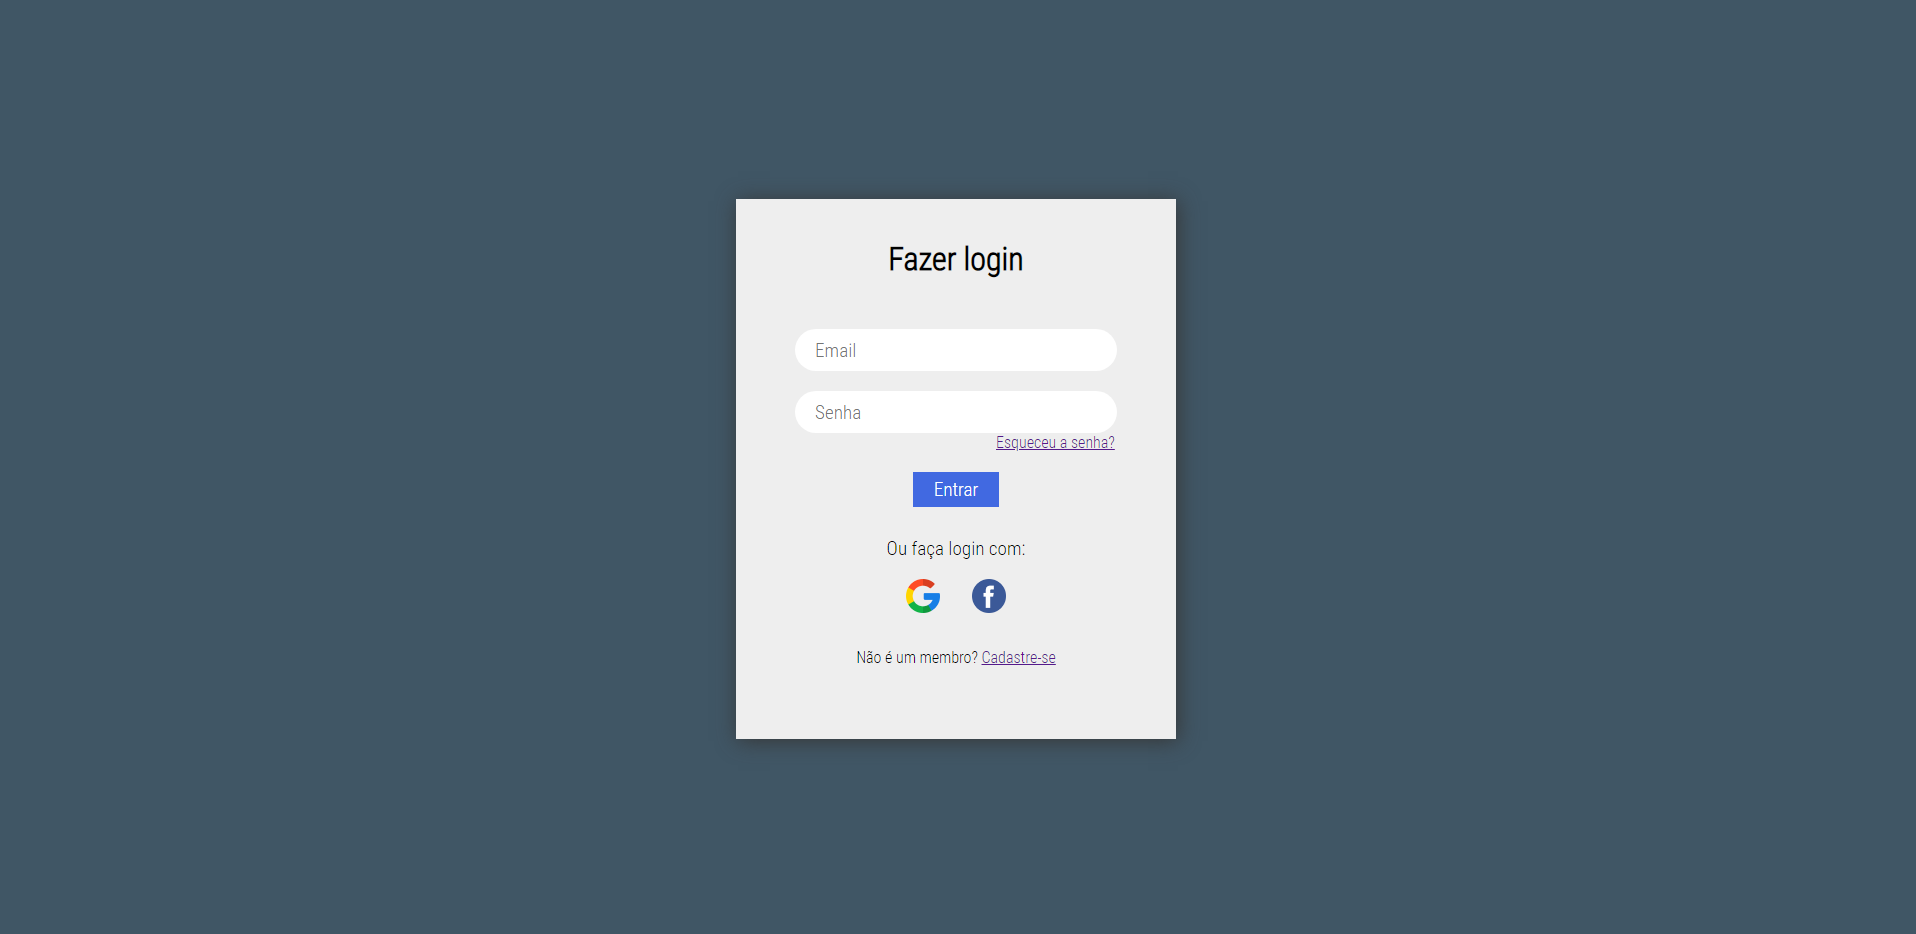 Fazer login
Email
Senha
Esqueceu a senha?
Entrar
Ou faça login com:
Não é um membro? Cadastre-se